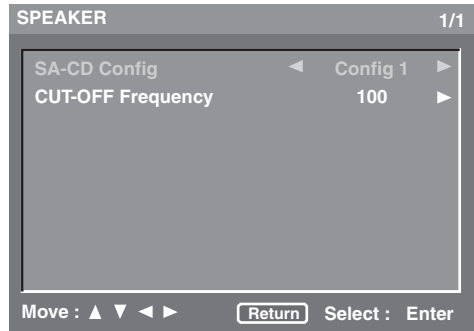 SPEAKER 1/1
SA-CD Config ◄ Config 1 ►
CUT-OFF Frequency 100 ►
Move : ▲ ▼ ◄ ► Return Select : Enter